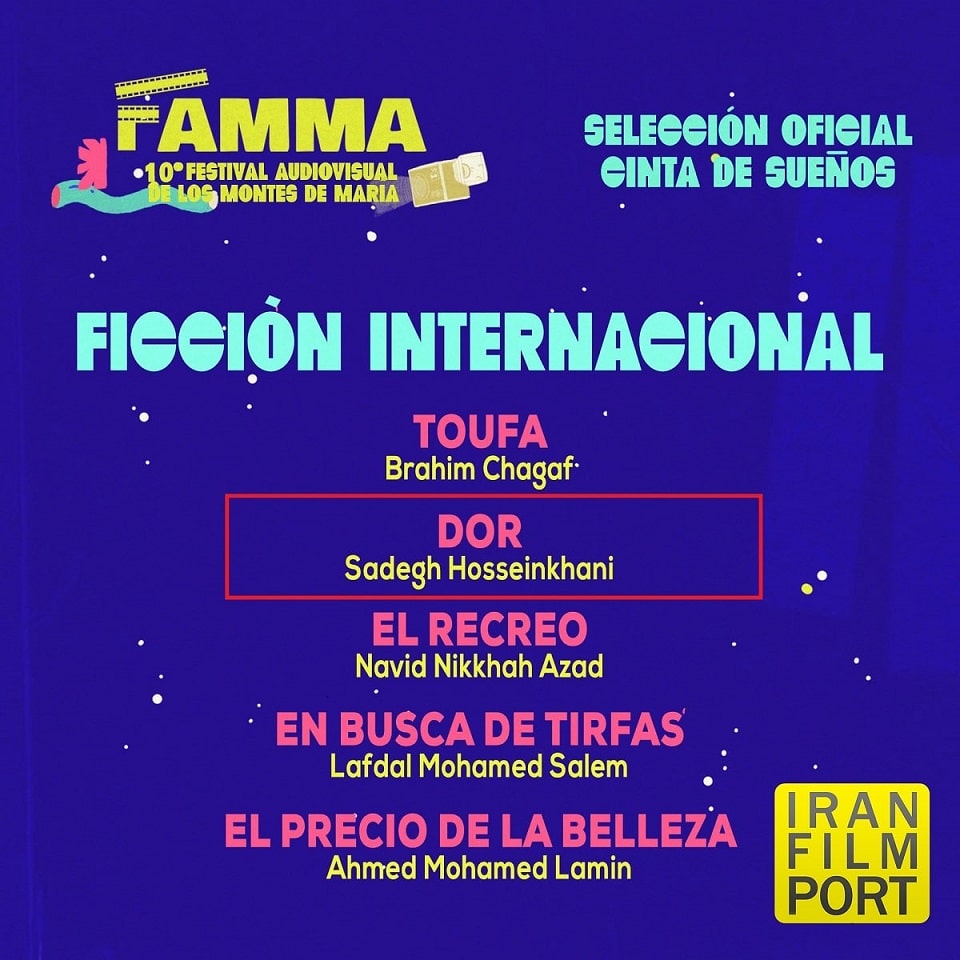 FAMMA
10° FESTIVAL AUDIOVISUAL
DE LOS MONTES DE MARIA
SELECCIÓN OFICIAL
CINTA DE SUEÑOS
FICCIÓN INTERNACIONAL
TOUFA
Brahim Chagaf
DOR
Sadegh Hosseinkhani
EL RECREO
Navid Nikkhah Azad
EN BUSCA DE TIRFAS
Lafdal Mohamed Salem
EL PRECIO DE LA BELLEZA
Ahmed Mohamed Lamin
IRAN
FILM
PORT